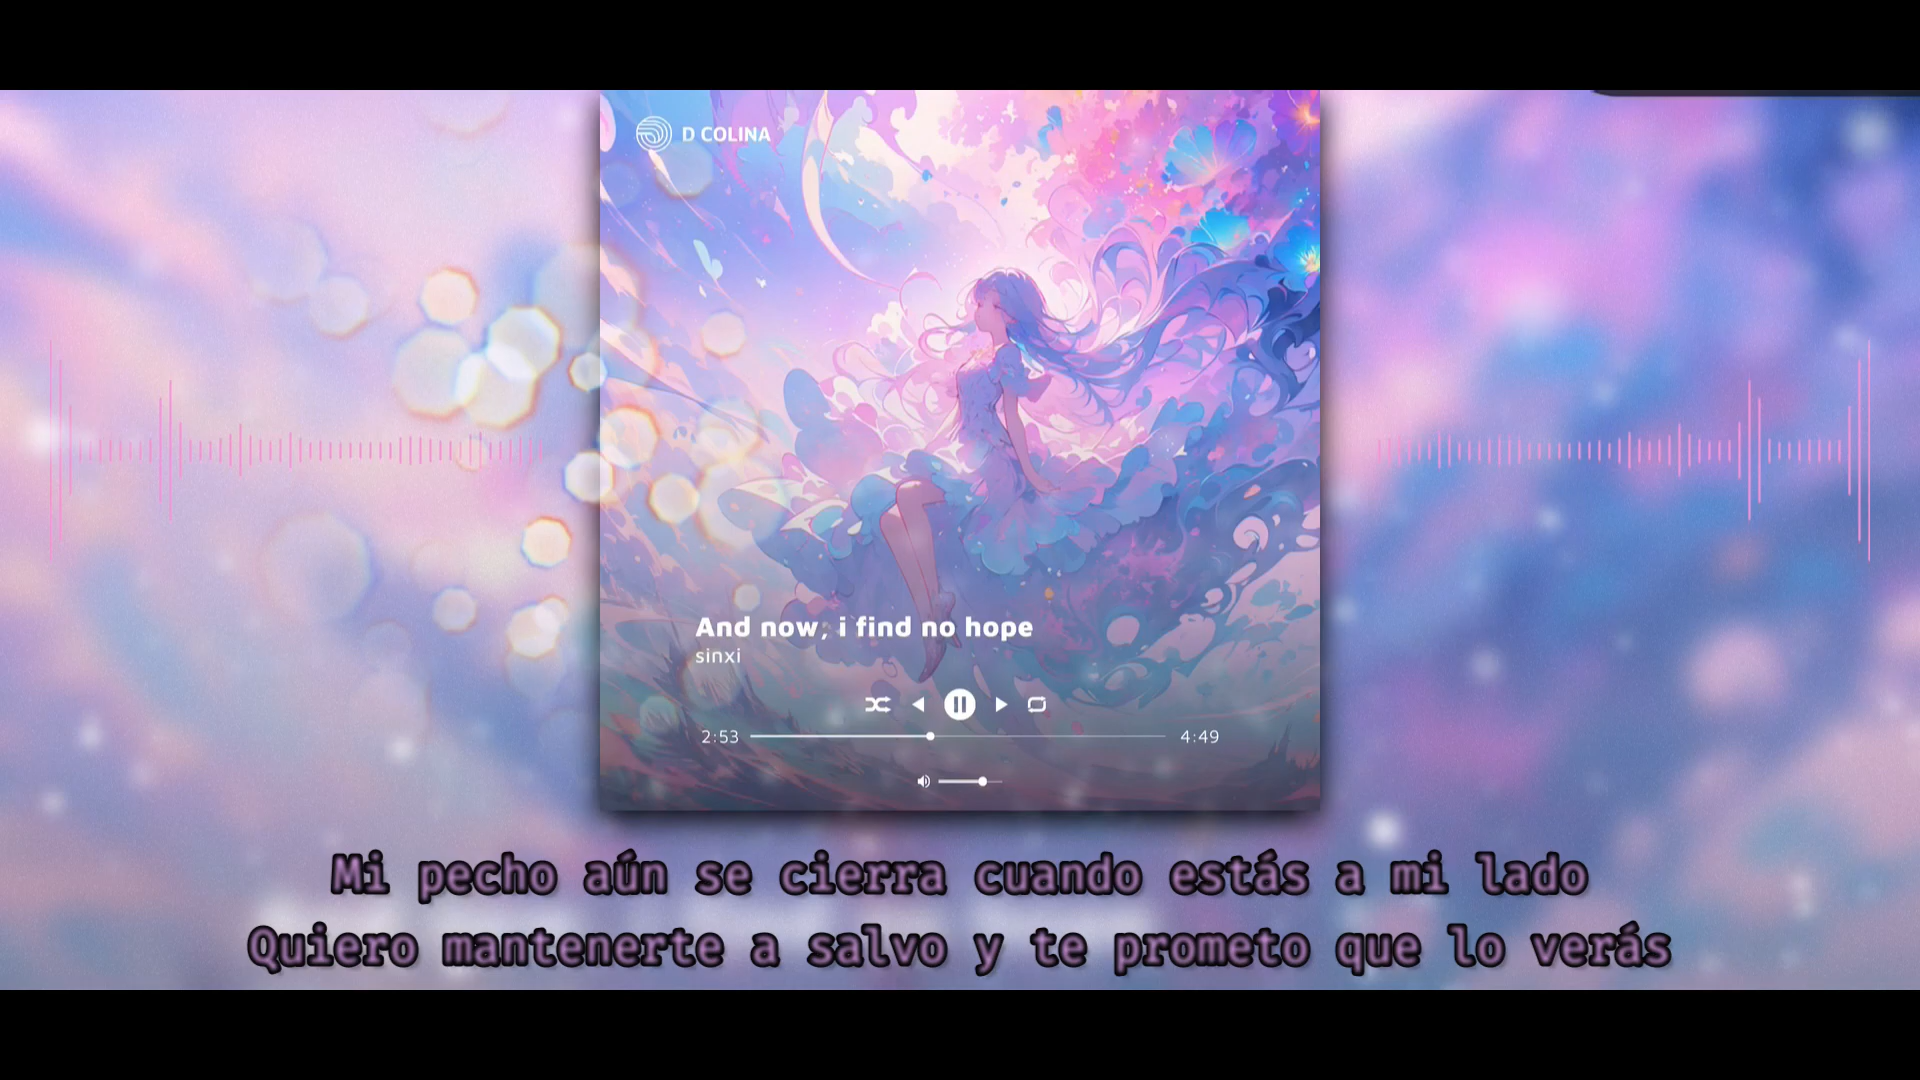 D COLINA
And now, i find no hope
sinxi
2:53 4:49
Mi pecho aún se cierra cuando estás a mi lado
Quiero mantenerte a salvo y te prometo que lo verás